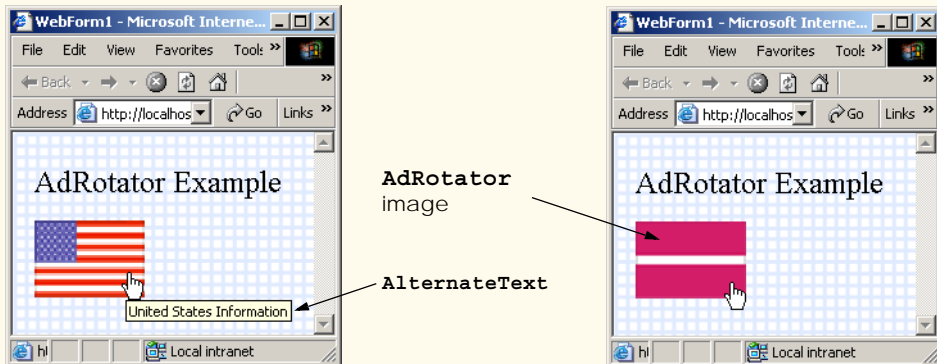 WebForm1 - Microsoft Interne...
File Edit View Favorites Tools »
Back »
Address http://localhos Go Links »
AdRotator Example
United States Information
Local intranet
AdRotator
image
AlternateText
WebForm1 - Microsoft Interne...
File Edit View Favorites Tools »
Back »
Address http://localhos Go Links »
AdRotator Example
Local intranet